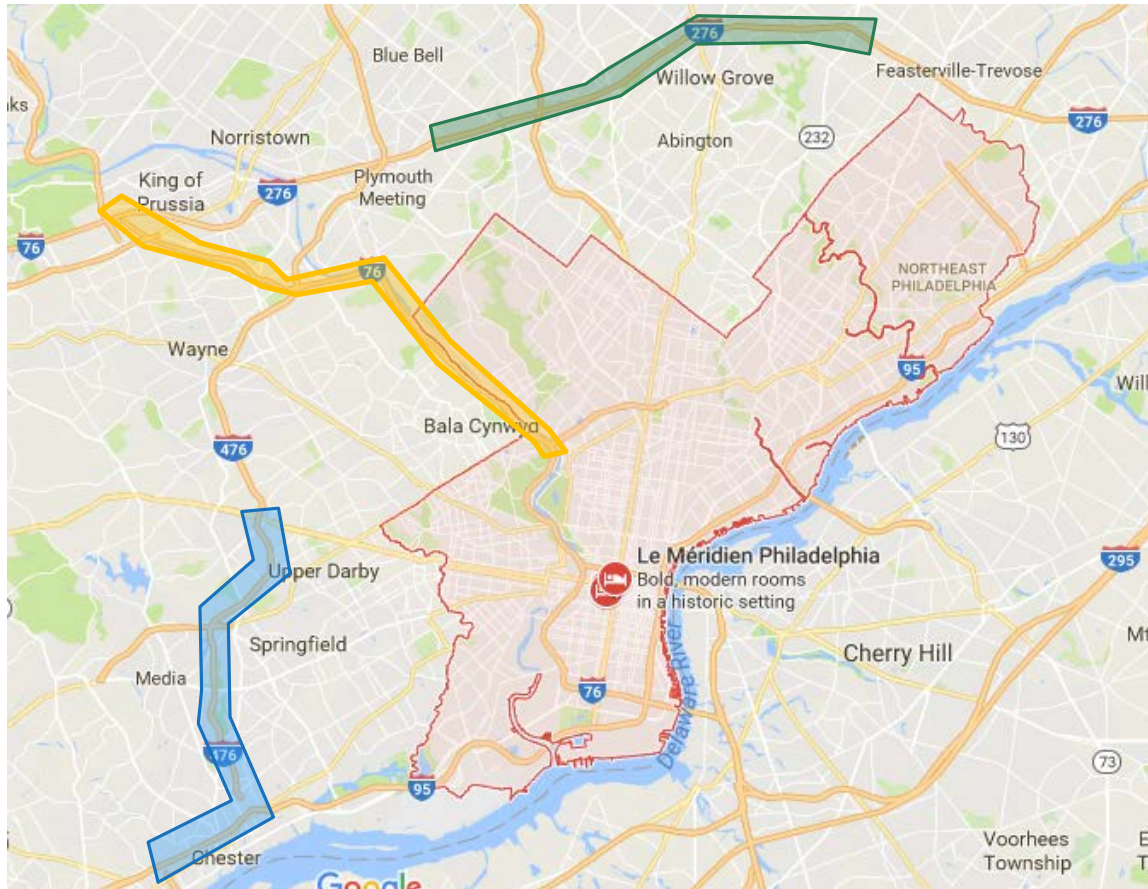 276
Blue Bell
Willow Grove
Feasterville-Trevose
Norristown
232
276
Abington
King of
Prussia
276
Plymouth
Meeting
76
76
NORTHEAST
PHILADELPHIA
Wayne
95
Bala Cynwyd
130
476
Le Méridien Philadelphia
Bold, modern rooms
in a historic setting
295
Upper Darby
Springfield
Cherry Hill
Media
76
Delaware River
476
95
73
Chester
Voorhees
Township
Google